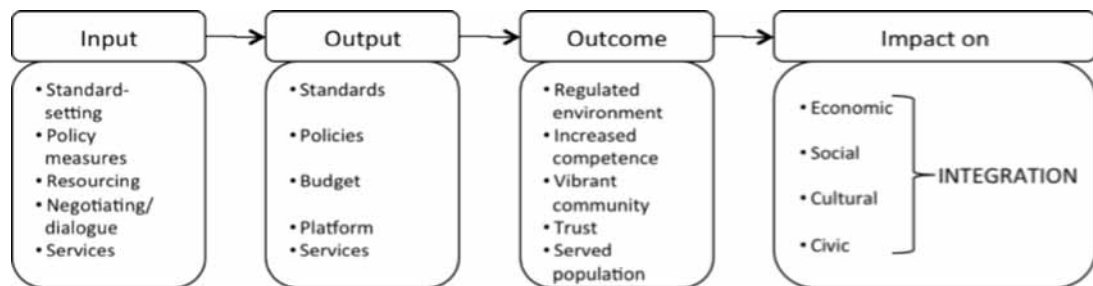 Input
• Standard-
setting
• Policy
measures
• Resourcing
• Negotiating/
dialogue
• Services
Output
• Standards
• Policies
• Budget
• Platform
• Services
Outcome
• Regulated
environment
• Increased
competence
• Vibrant
community
• Trust
• Served
population
Impact on
• Economic
• Social
• Cultural
• Civic
INTEGRATION